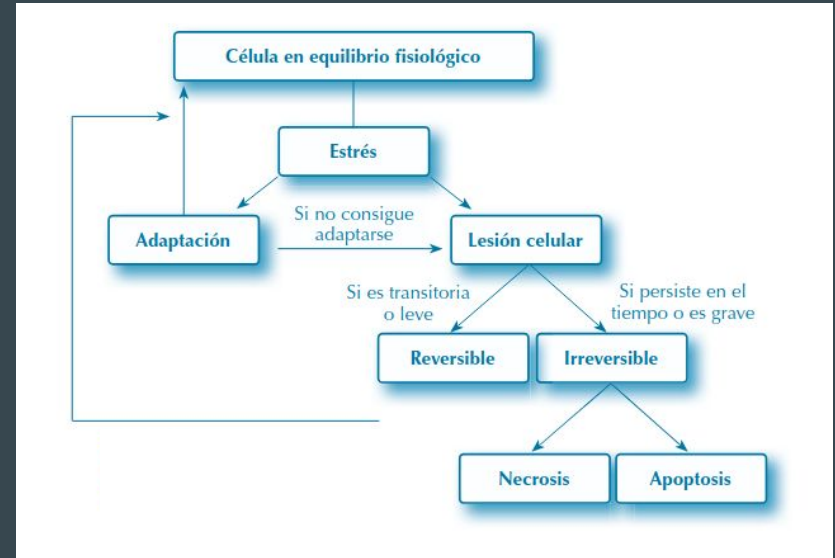 Célula en equilibrio fisiológico
Estrés
Adaptación
Si no consigue
adaptarse
Lesión celular
Si es transitoria
o leve
Si persiste en el
tiempo o es grave
Reversible
Irreversible
Necrosis
Apoptosis